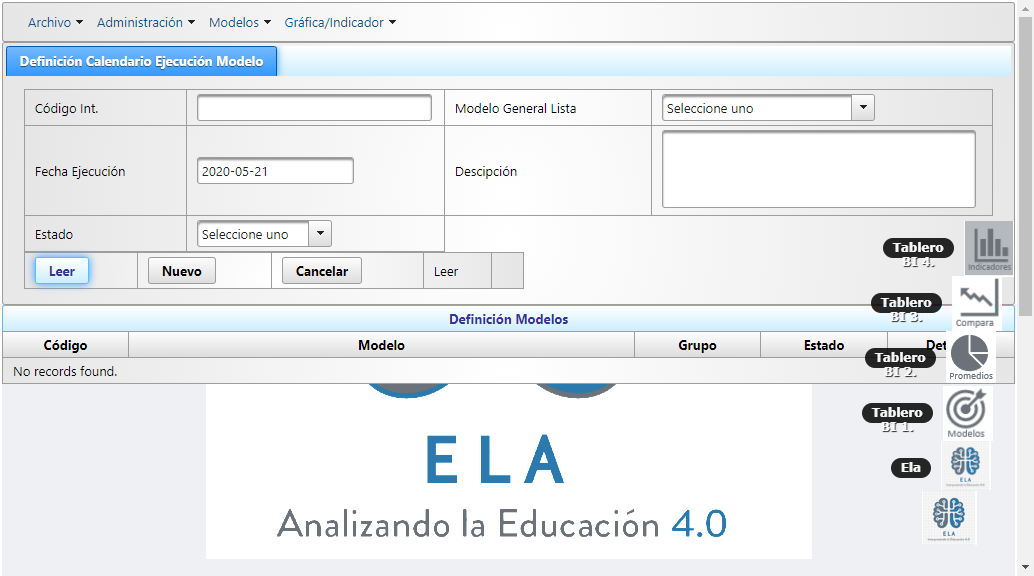 Archivo Administración Modelos Gráfica/Indicador
Definición Calendario Ejecución Modelo
Código Int. Modelo General Lista Seleccione uno
Fecha Ejecución 2020-05-21 Descipción
Estado Seleccione uno
Leer Nuevo Cancelar Leer
Tablero
BI 4.
Indicadores
Tablero
BI 3.
Compara
Definición Modelos
Código Modelo Grupo Estado Det
Tablero
BI 2.
Promedios
No records found.
Tablero
BI 1.
Modelos
Ela
ELA
ELA
ELA
Analizando la Educación 4.0